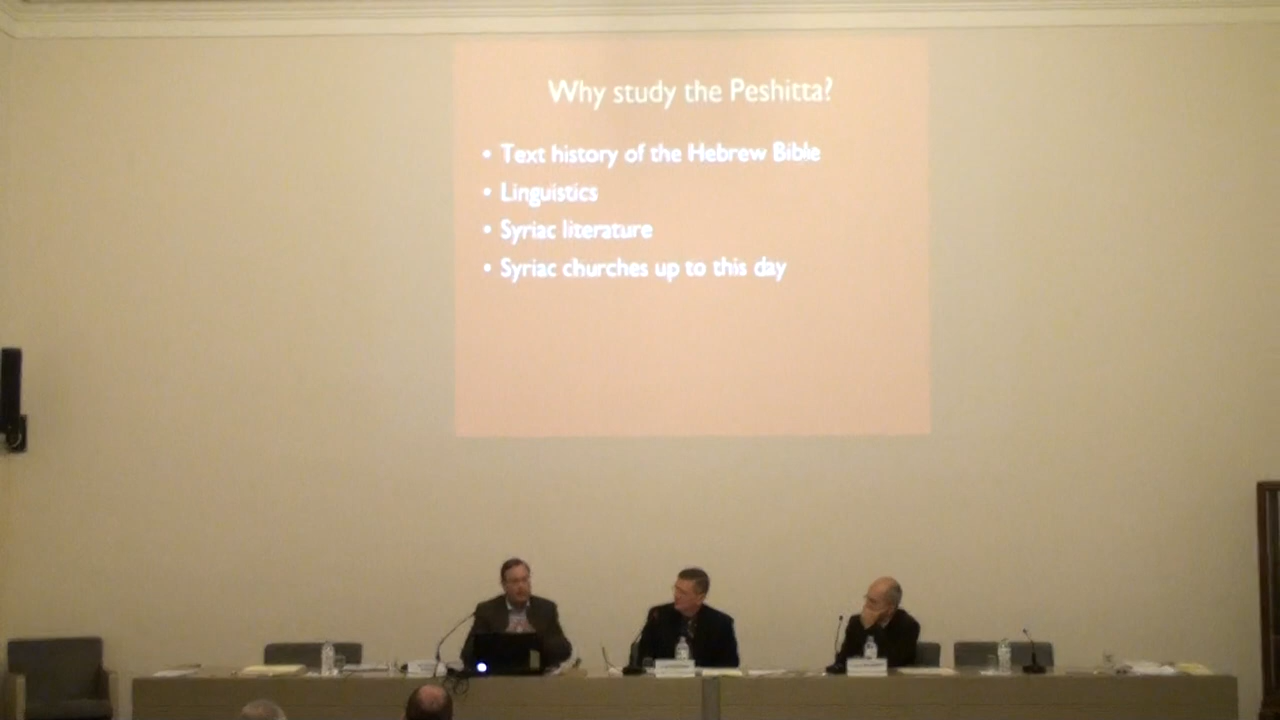 Why study the Peshitta?
• Text history of the Hebrew Bible
• Linguistics
• Syriac literature
• Syriac churches up to this day